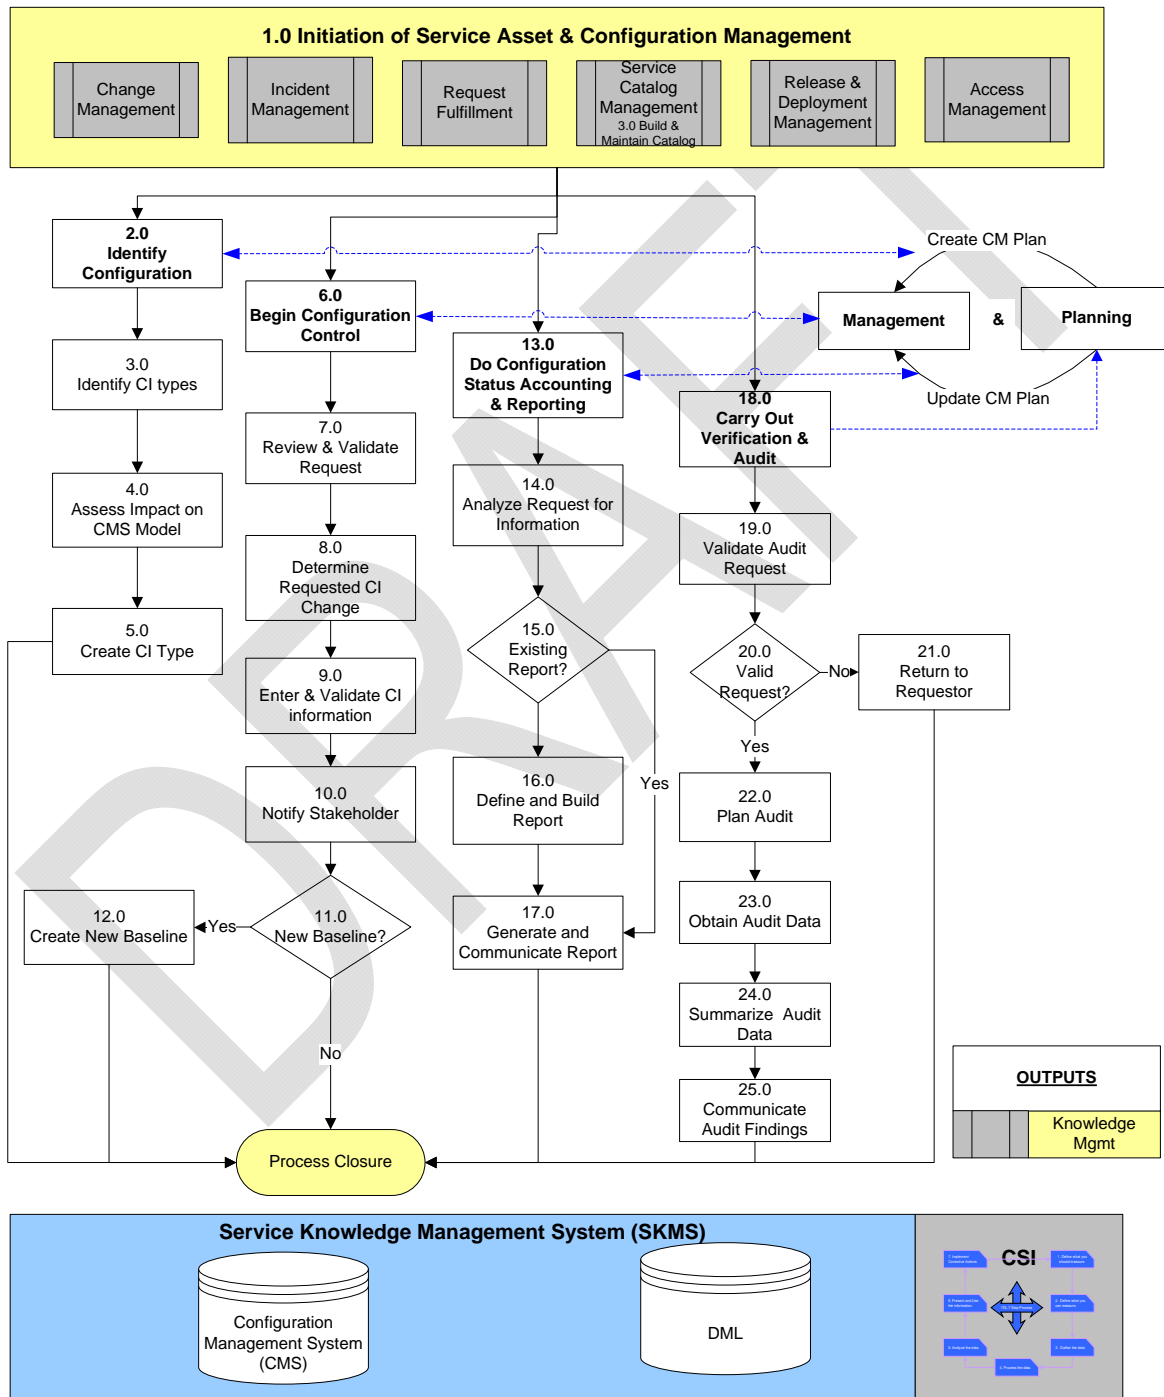 1.0 Initiation of Service Asset & Configuration Management
Change
Management
Incident
Management
Request
Fulfillment
Service
Catalog
Management
3.0 Build &
Maintain Catalog
Release &
Deployment
Management
Access
Management
2.0
Identify
Configuration
3.0
Identify CI types
4.0
Assess Impact on
CMS Model
5.0
Create CI Type
6.0
Begin Configuration
Control
7.0
Review & Validate
Request
8.0
Determine
Requested CI
Change
9.0
Enter & Validate CI
information
10.0
Notify Stakeholder
11.0
New Baseline?
Yes
12.0
Create New Baseline
No
13.0
Do Configuration
Status Accounting
& Reporting
14.0
Analyze Request for
Information
15.0
Existing
Report?
Yes
16.0
Define and Build
Report
17.0
Generate and
Communicate Report
18.0
Carry Out
Verification &
Audit
19.0
Validate Audit
Request
20.0
Valid
Request?
No
21.0
Return to
Requestor
Yes
22.0
Plan Audit
23.0
Obtain Audit Data
24.0
Summarize Audit
Data
25.0
Communicate
Audit Findings
Create CM Plan
Management
&
Planning
Update CM Plan
DRAFT
Process Closure
OUTPUTS
Knowledge
Mgmt
Service Knowledge Management System (SKMS)
Configuration
Management System
(CMS)
DML
CSI